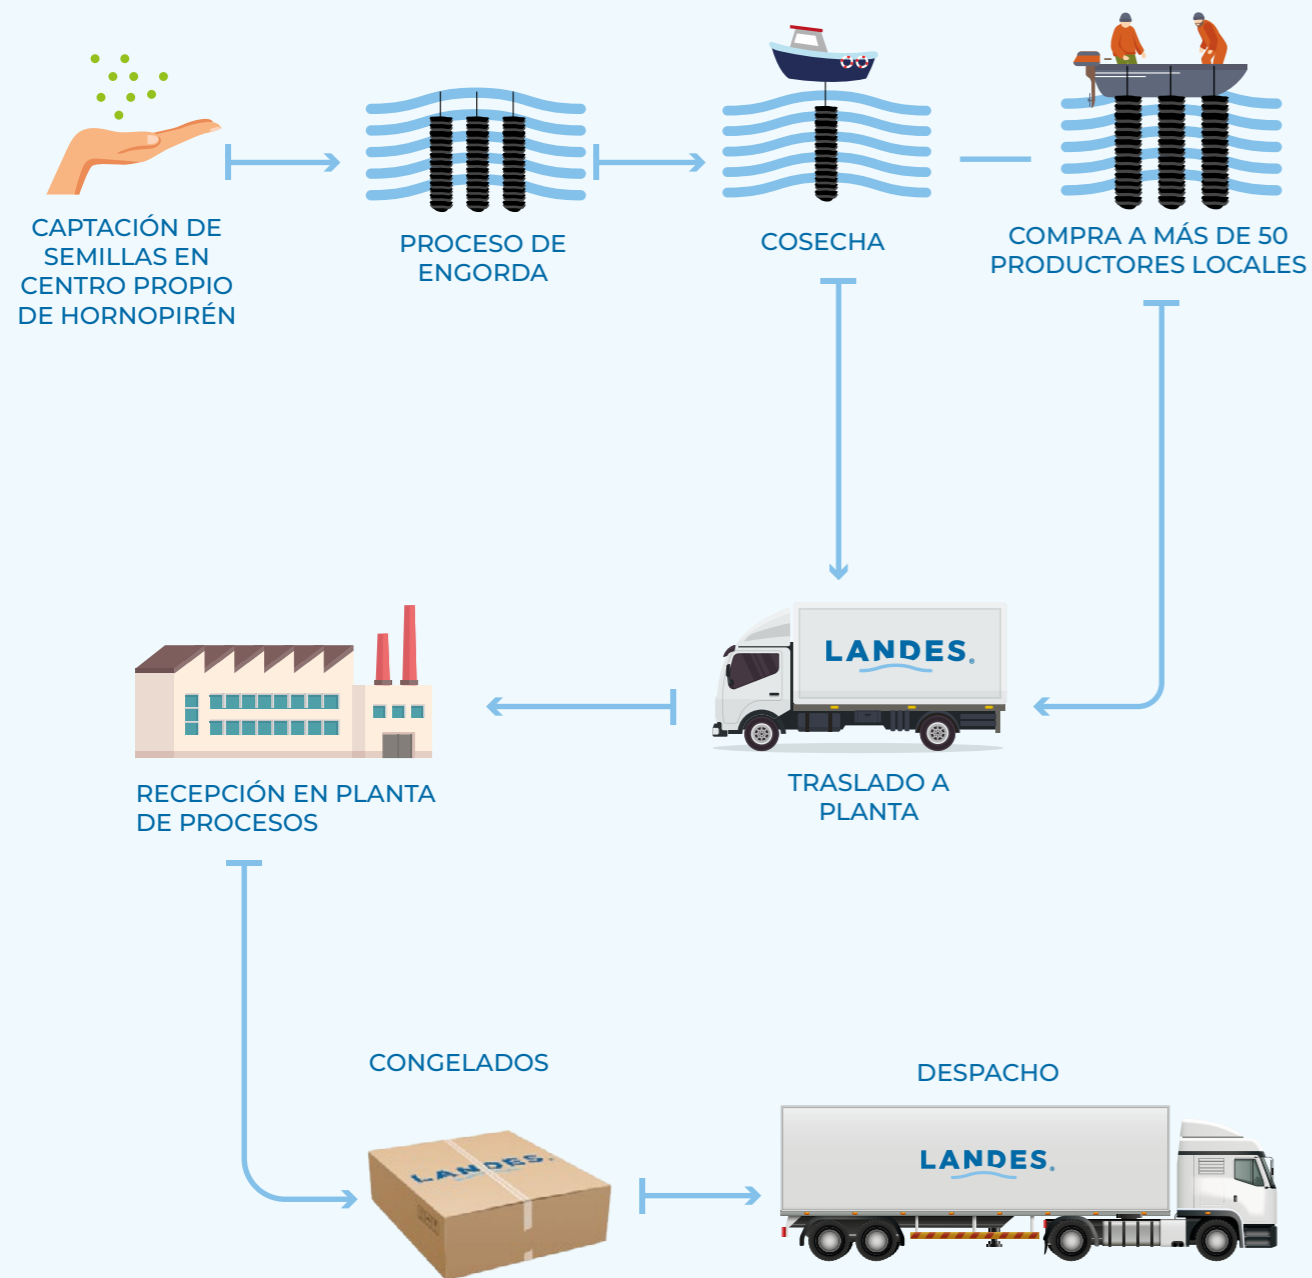 CAPTACIÓN DE
SEMILLAS EN
CENTRO PROPIO
DE HORNOPIRÉN
PROCESO DE
ENGORDA
COSECHA
COMPRA A MÁS DE 50
PRODUCTORES LOCALES
LANDES®
TRASLADO A
PLANTA
RECEPCIÓN EN PLANTA
DE PROCESOS
CONGELADOS
LANDES®
DESPACHO
LANDES®